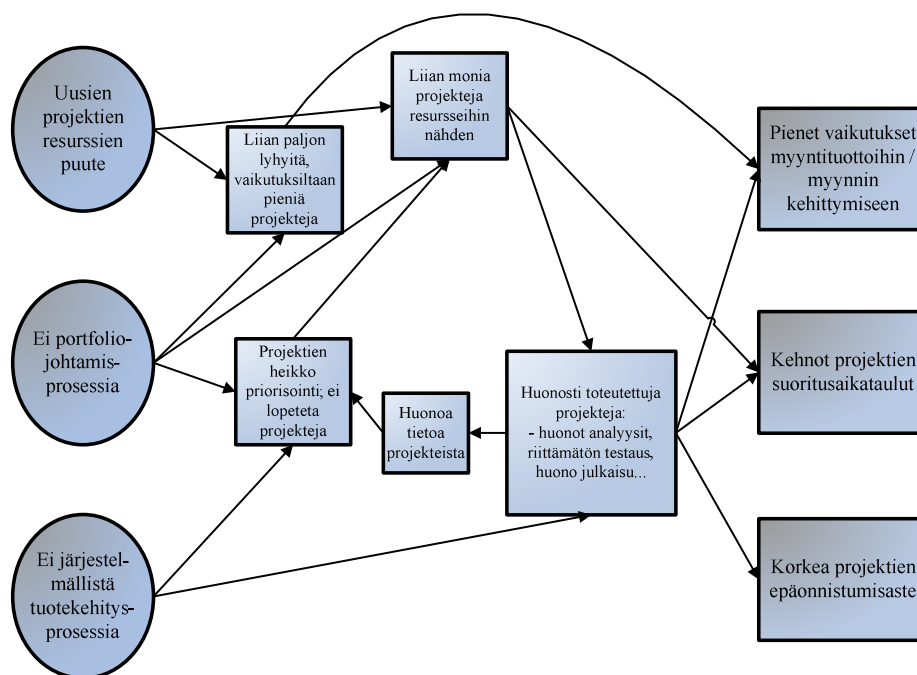 Uusien
projektien
resurssien
puute
Liian paljon
lyhyitä,
vaikutuksiltaan
pieniä
projekteja
Liian monia
projekteja
resursseihin
nähden
Pienet vaikutukset
myyntituottoihin /
myynnin
kehittymiseen
Ei portfolio-
johtamis-
prosessia
Projektien
heikko
priorisointi; ei
lopeteta
projekteja
Huonoa
tietoa
projekteista
Huonosti toteutettuja
projekteja:
- huonot analyysit,
riittämätön testaus,
huono julkaisu...
Kehnot projektien
suoritusaikataulut
Ei järjestel-
mällistä
tuotekehitys-
prosessia
Korkea projektien
epäonnistumisaste